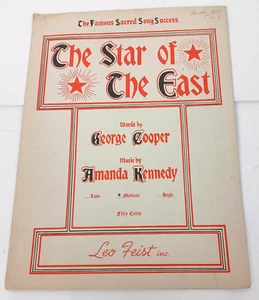 The Famous Sacred Song Success
The Star of
The East
Words by
George Cooper
Music by
Amanda Kennedy
...Low
*Medium
...High
Fifty Cents
Leo Feist inc.